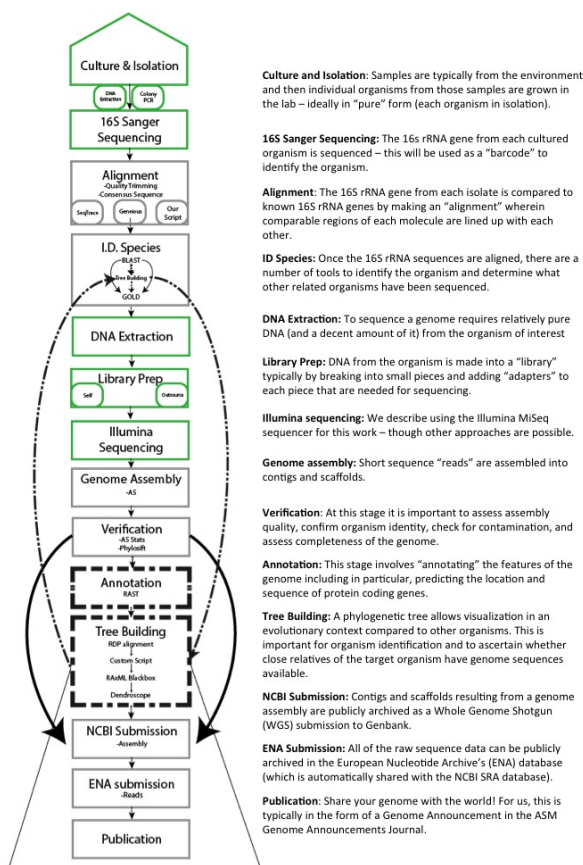 Culture & Isolation
DNA
Extraction
Colony
PCR
16S Sanger
Sequencing
Alignment
-Quality Trimming
-Consensus Sequence
SeqTrace
Geneious
Our
Script
I.D. Species
BLAST
Tree Building
GOLD
DNA Extraction
Library Prep
Self
Outsource
Illumina
Sequencing
Genome Assembly
-A5
Verification
-A5 Stats
-Phylosift
Annotation
RAST
Tree Building
RDP alignment
Custom Script
RAxML Blackbox
Dendroscope
NCBI Submission
-Assembly
ENA submission
-Reads
Publication
Culture and Isolation: Samples are typically from the environment
and then individual organisms from those samples are grown in
the lab – ideally in "pure" form (each organism in isolation).
16S Sanger Sequencing: The 16s rRNA gene from each cultured
organism is sequenced – this will be used as a "barcode" to
identify the organism.
Alignment: The 16S rRNA gene from each isolate is compared to
known 16S rRNA genes by making an "alignment" wherein
comparable regions of each molecule are lined up with each
other.
ID Species: Once the 16S rRNA sequences are aligned, there are a
number of tools to identify the organism and determine what
other related organisms have been sequenced.
DNA Extraction: To sequence a genome requires relatively pure
DNA (and a decent amount of it) from the organism of interest
Library Prep: DNA from the organism is made into a "library"
typically by breaking into small pieces and adding "adapters" to
each piece that are needed for sequencing.
Illumina sequencing: We describe using the Illumina MiSeq
sequencer for this work – though other approaches are possible.
Genome assembly: Short sequence "reads" are assembled into
contigs and scaffolds.
Verification: At this stage it is important to assess assembly
quality, confirm organism identity, check for contamination, and
assess completeness of the genome.
Annotation: This stage involves "annotating" the features of the
genome including in particular, predicting the location and
sequence of protein coding genes.
Tree Building: A phylogenetic tree allows visualization in an
evolutionary context compared to other organisms. This is
important for organism identification and to ascertain whether
close relatives of the target organism have genome sequences
available.
NCBI Submission: Contigs and scaffolds resulting from a genome
assembly are publicly archived as a Whole Genome Shotgun
(WGS) submission to Genbank.
ENA Submission: All of the raw sequence data can be publicly
archived in the European Nucleotide Archive's (ENA) database
(which is automatically shared with the NCBI SRA database).
Publication: Share your genome with the world! For us, this is
typically in the form of a Genome Announcement in the ASM
Genome Announcements Journal.